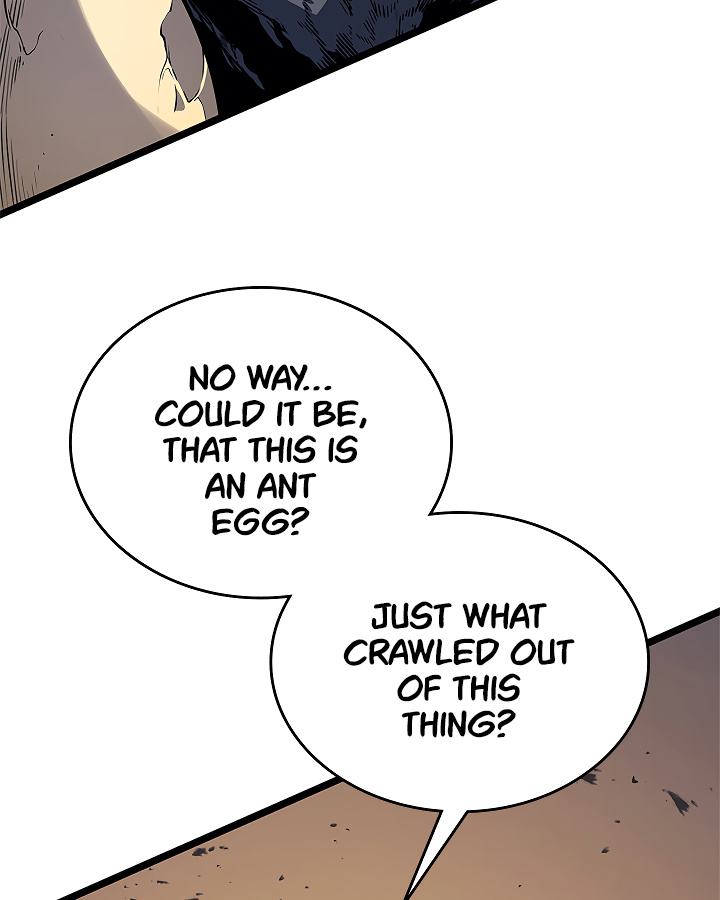 NO WAY...
COULD IT BE,
THAT THIS IS
AN ANT
EGG?
JUST WHAT
CRAWLED OUT
OF THIS
THING?